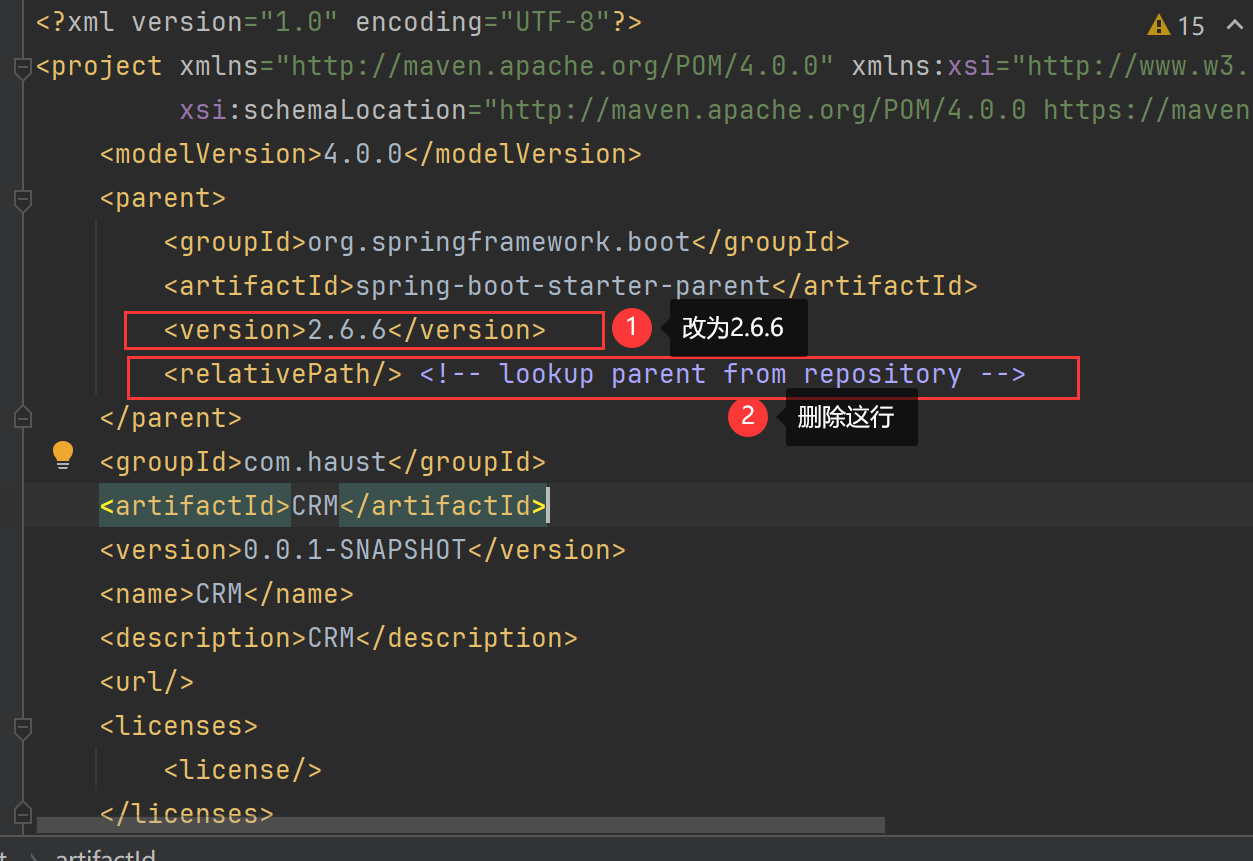 <?xml version="1.0" encoding="UTF-8"?>
15
<project xmlns="http://maven.apache.org/POM/4.0.0" xmlns:xsi="http://www.w3.
xsi:schemaLocation="http://maven.apache.org/POM/4.0.0 https://maven
<modelVersion>4.0.0</modelVersion>
<parent>
<groupId>org.springframework.boot</groupId>
<artifactId>spring-boot-starter-parent</artifactId>
<version>2.6.6</version>
1 改为2.6.6
<relativePath/> <!-- lookup parent from repository -->
2 删除这行
</parent>
<groupId>com.haust</groupId>
<artifactId>CRM</artifactId>
<version>0.0.1-SNAPSHOT</version>
<name>CRM</name>
<description>CRM</description>
<url/>
<licenses>
<license/>
</licenses>
artifactId